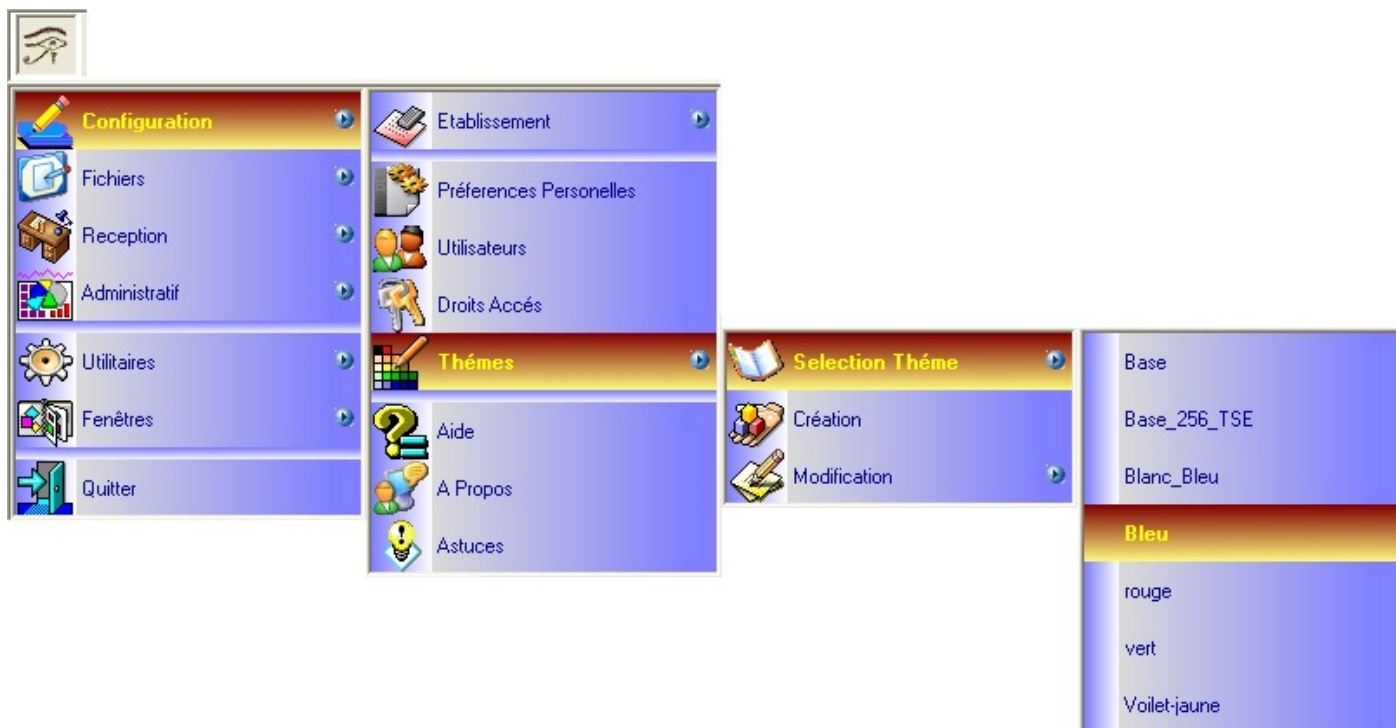 Configuration
Fichiers
Reception
Administratif
Utilitaires
Fenêtres
Quitter
Etablissement
Préferences Personelles
Utilisateurs
Droits Accés
Thémes
Aide
A Propos
Astuces
Selection Théme
Création
Modification
Base
Base_256_TSE
Blanc_Bleu
Bleu
rouge
vert
Voilet-jaune